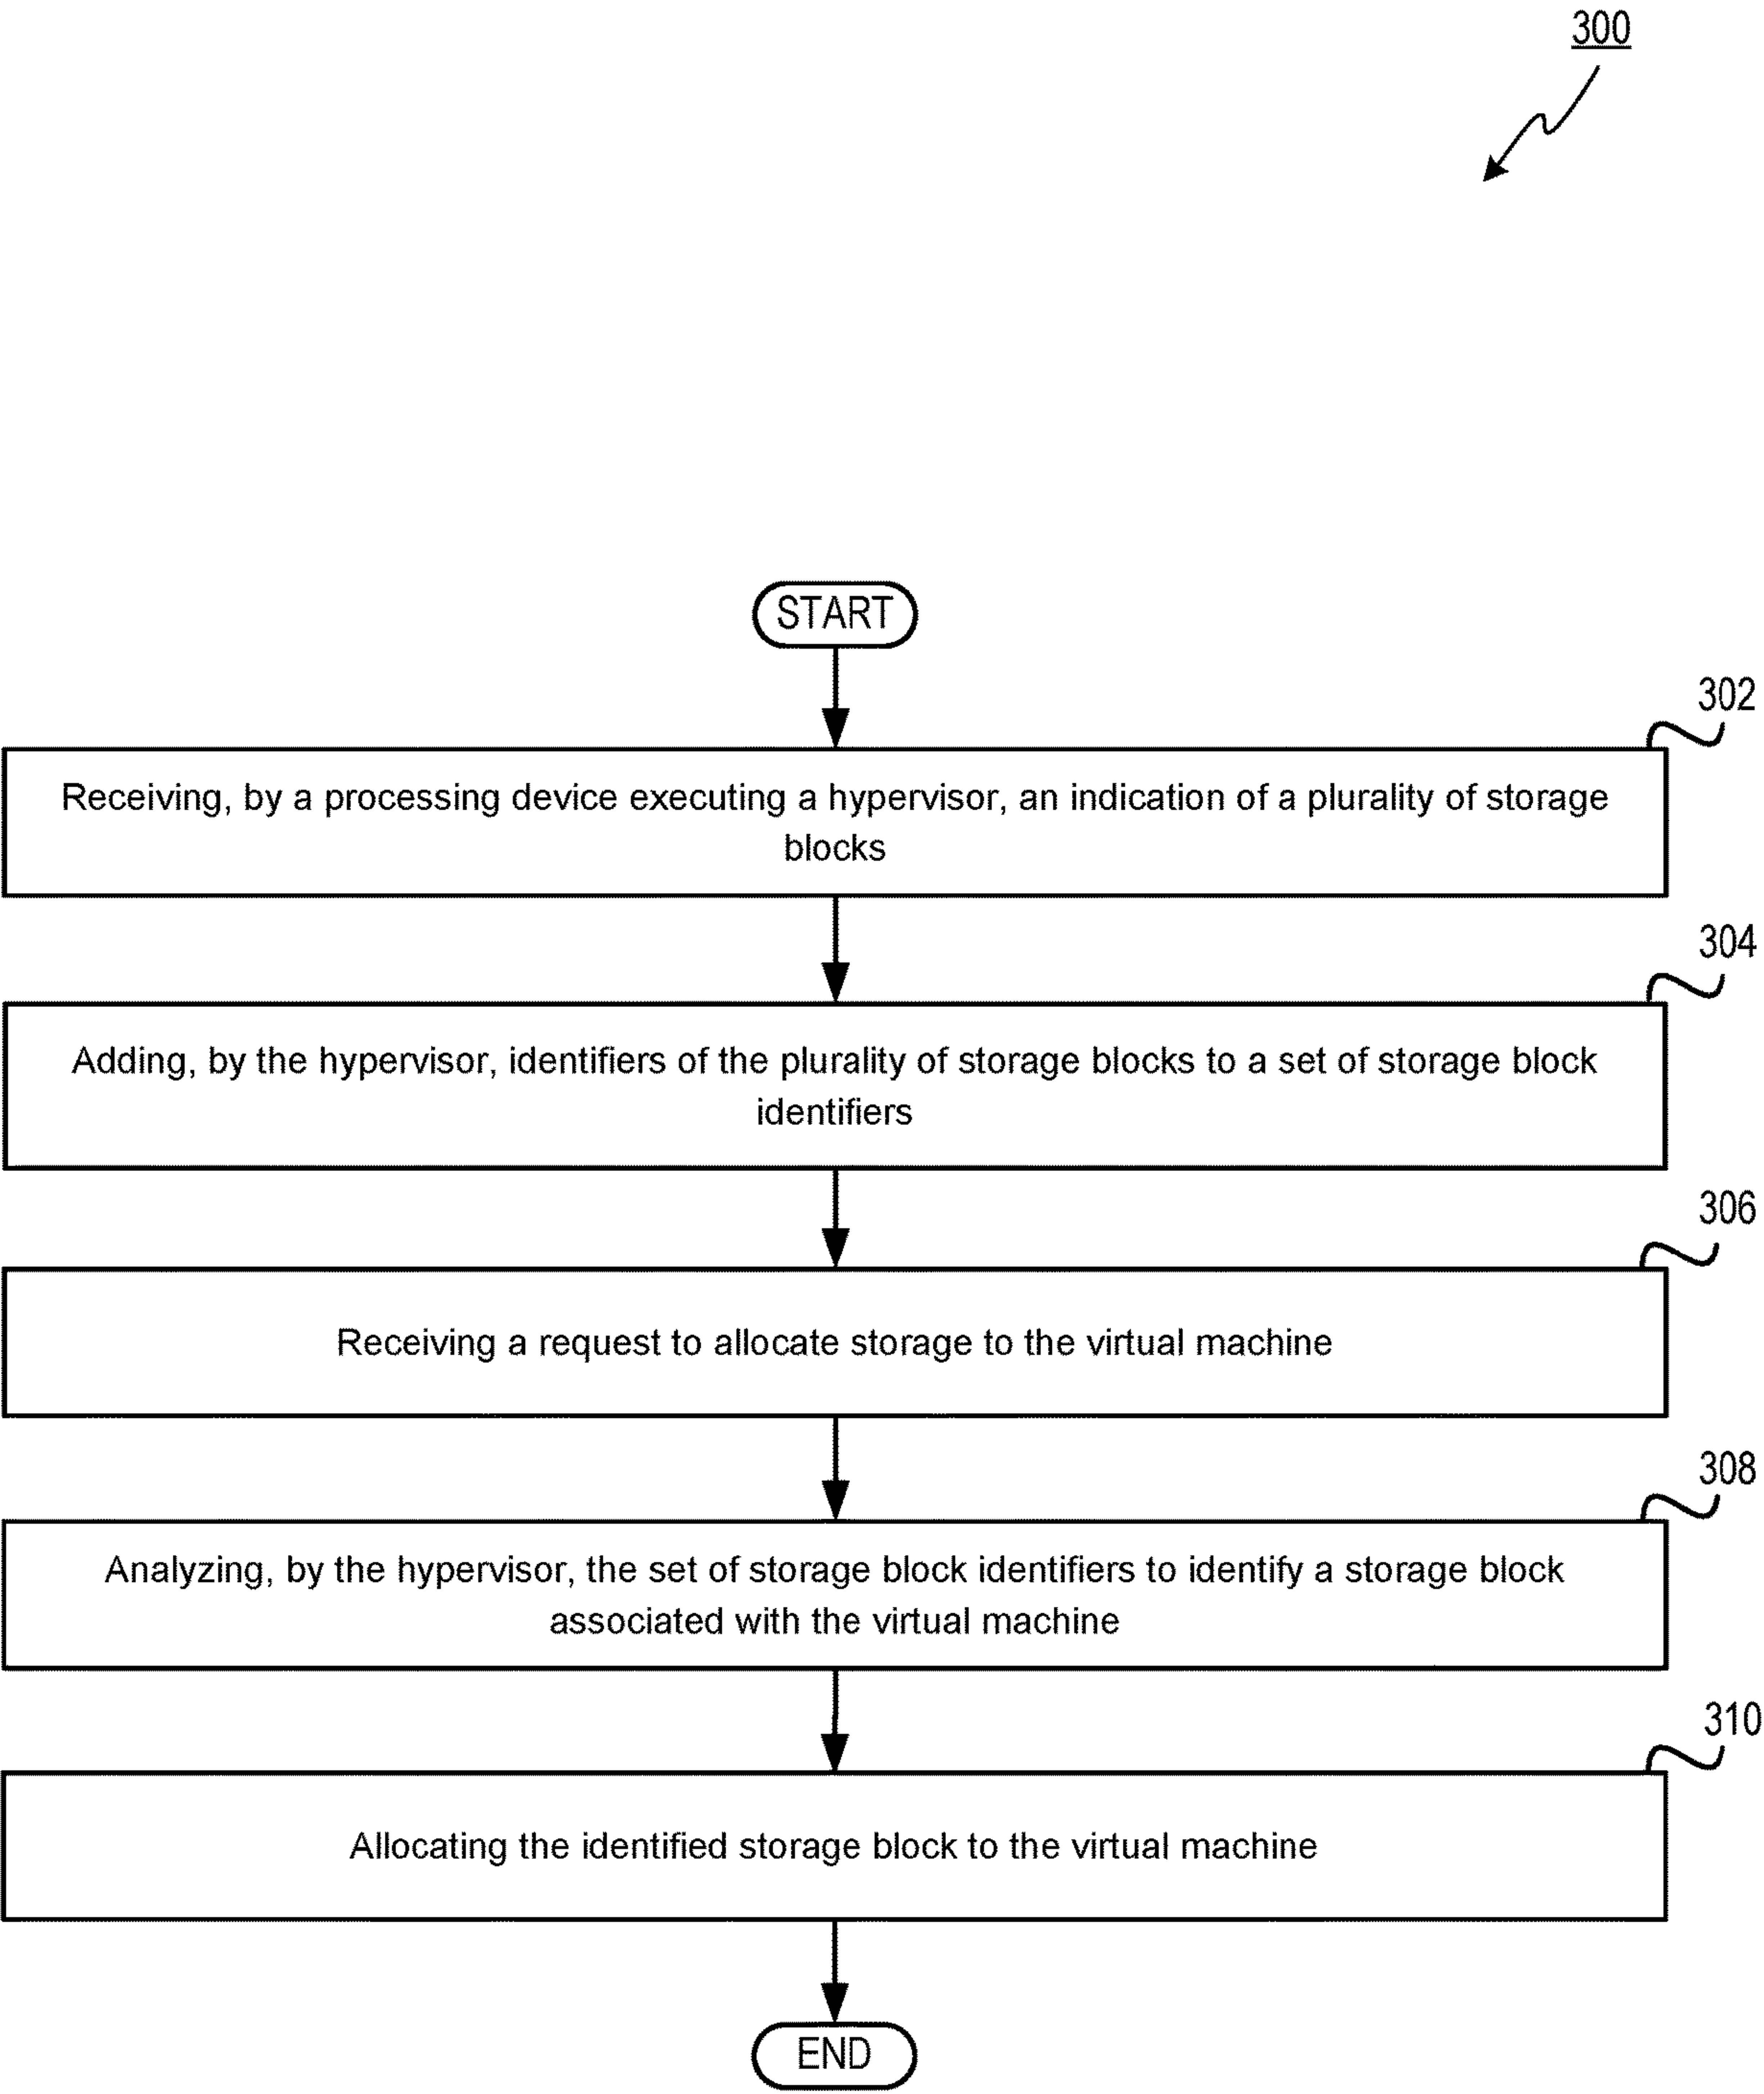 300
START
302
Receiving, by a processing device executing a hypervisor, an indication of a plurality of storage
blocks
304
Adding, by the hypervisor, identifiers of the plurality of storage blocks to a set of storage block
identifiers
306
Receiving a request to allocate storage to the virtual machine
308
Analyzing, by the hypervisor, the set of storage block identifiers to identify a storage block
associated with the virtual machine
310
Allocating the identified storage block to the virtual machine
END